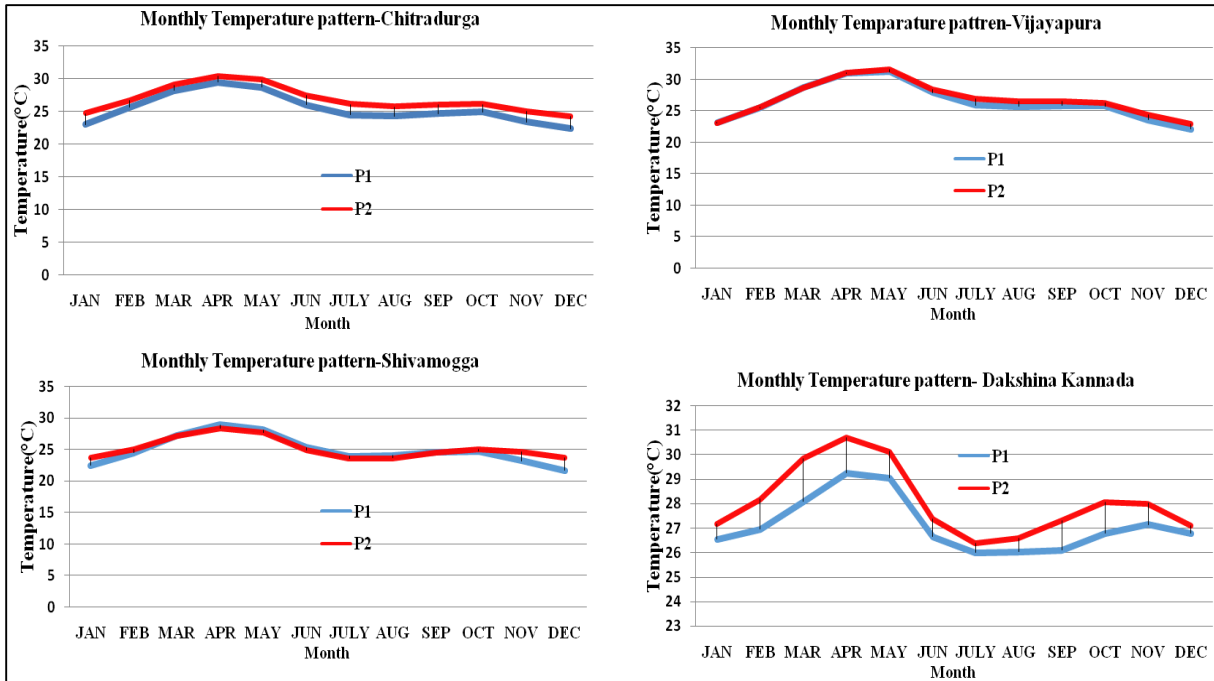 Monthly Temperature pattern-Chitradurga
35
30
25
20
15
10
5
0
Temperature(°C)
P1
P2
JAN FEB MAR APR MAY JUN JULY AUG SEP OCT NOV DEC
Month
Monthly Temparature pattren-Vijayapura
35
30
25
20
15
10
5
0
Temperature(°C)
P1
P2
JAN FEB MAR APR MAY JUN JULY AUG SEP OCT NOV DEC
Month
Monthly Temperature pattern-Shivamogga
35
30
25
20
15
10
5
0
Temperature(°C)
P1
P2
JAN FEB MAR APR MAY JUN JULY AUG SEP OCT NOV DEC
Month
Monthly Temperature pattern- Dakshina Kannada
32
31
30
29
28
27
26
25
24
23
Temperature(°C)
P1
P2
JAN FEB MAR APR MAY JUN JULY AUG SEP OCT NOV DEC
Month